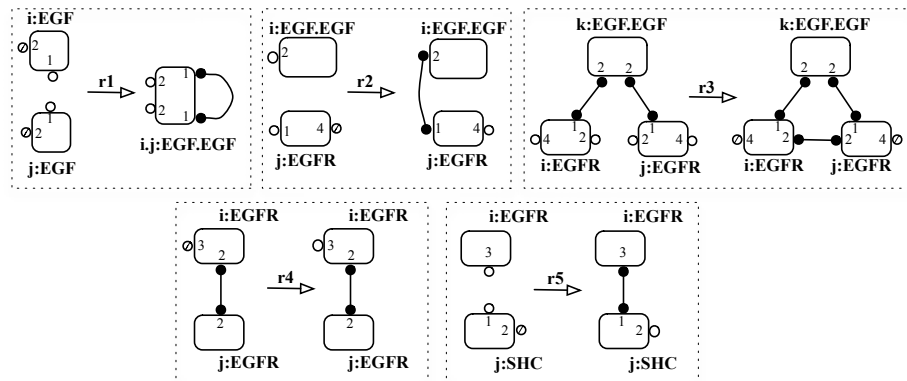 i:EGF
2
1
1
2
j:EGF
r1
2
1
2
1
i.j:EGF.EGF
i:EGF.EGF
2
1 4
j:EGFR
r2
i:EGF.EGF
2
1 4
j:EGFR
k:EGF.EGF
2 2
1
4 2
i:EGFR
1
2 4
j:EGFR
r3
k:EGF.EGF
2 2
1
4 2
i:EGFR
1
2 4
j:EGFR
i:EGFR
3
2
2
j:EGFR
r4
i:EGFR
3
2
2
j:EGFR
i:EGFR
3
1
2
j:SHC
r5
i:EGFR
3
1
2
j:SHC